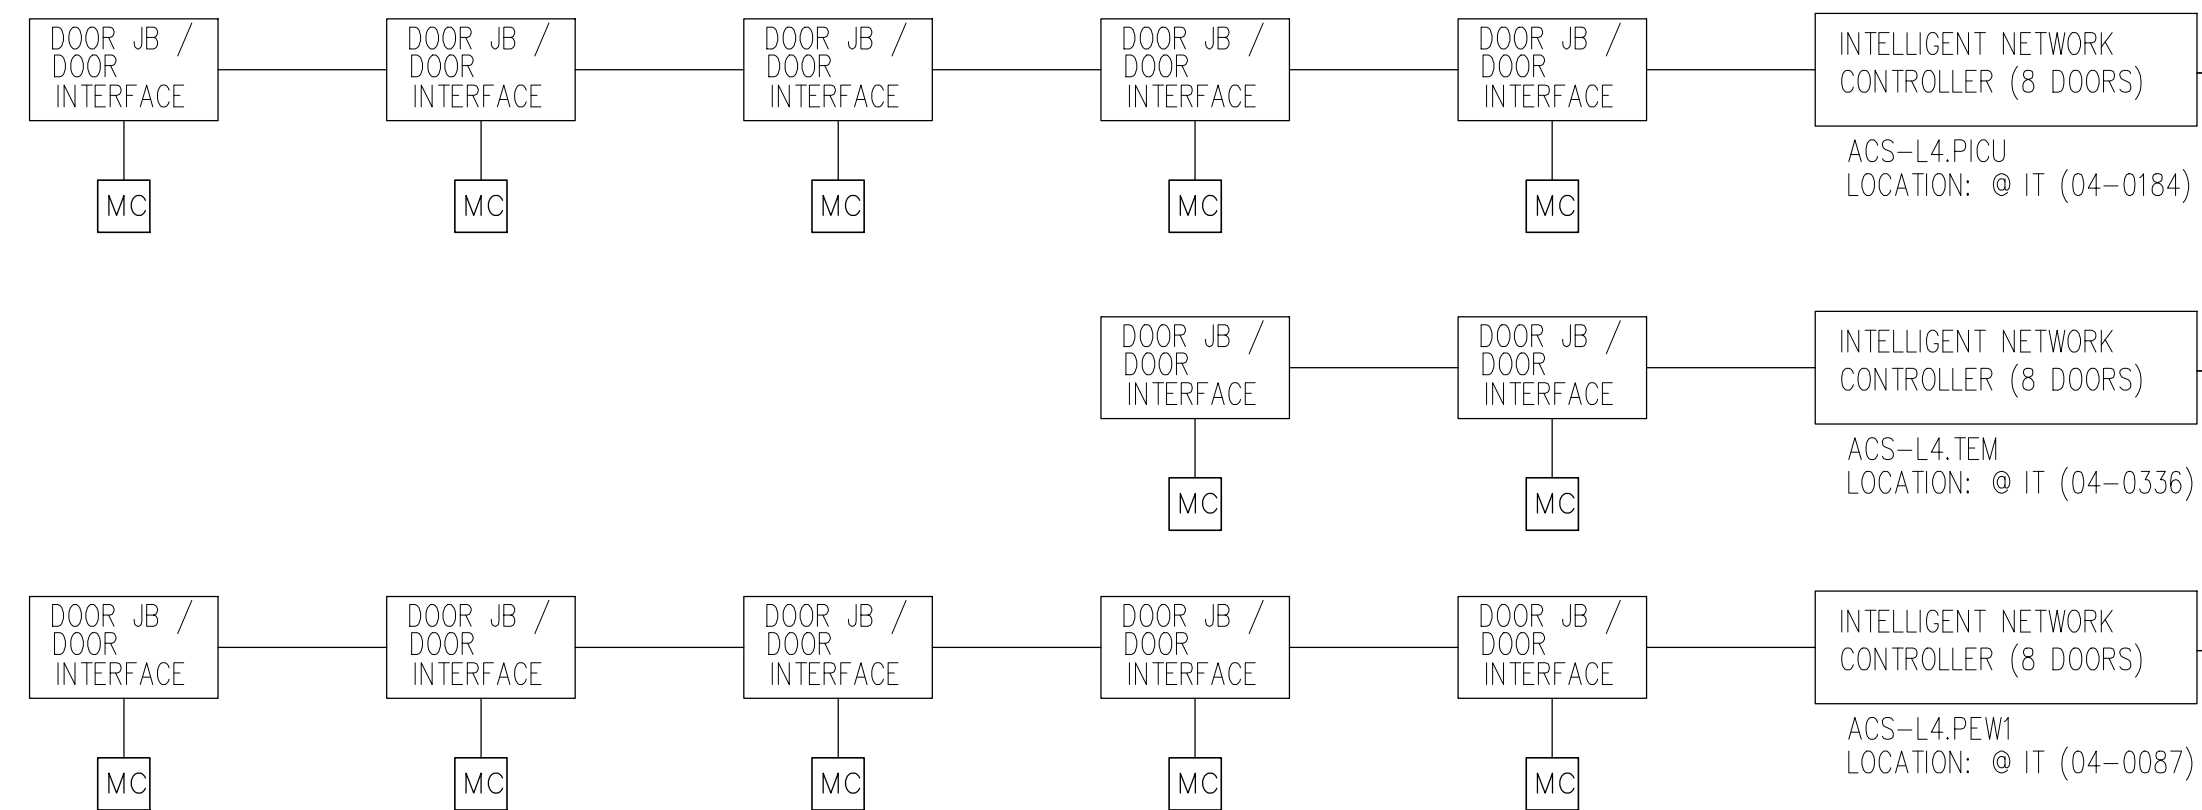 DOOR JB /
DOOR
INTERFACE
DOOR JB /
DOOR
INTERFACE
DOOR JB /
DOOR
INTERFACE
DOOR JB /
DOOR
INTERFACE
DOOR JB /
DOOR
INTERFACE
INTELLIGENT NETWORK
CONTROLLER (8 DOORS)
ACS-L4.PICU
LOCATION: @ IT (04-0184)
MC
MC
MC
MC
MC
DOOR JB /
DOOR
INTERFACE
DOOR JB /
DOOR
INTERFACE
INTELLIGENT NETWORK
CONTROLLER (8 DOORS)
ACS-L4.TEM
LOCATION: @ IT (04-0336)
MC
MC
DOOR JB /
DOOR
INTERFACE
DOOR JB /
DOOR
INTERFACE
DOOR JB /
DOOR
INTERFACE
DOOR JB /
DOOR
INTERFACE
DOOR JB /
DOOR
INTERFACE
INTELLIGENT NETWORK
CONTROLLER (8 DOORS)
ACS-L4.PEW1
LOCATION: @ IT (04-0087)
MC
MC
MC
MC
MC